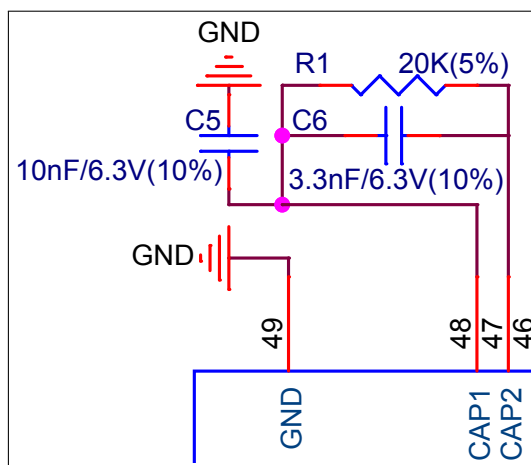 GND
R1 20K(5%)
C5 C6
10nF/6.3V(10%) 3.3nF/6.3V(10%)
GND
49 48 47 46
GND CAP1 CAP2